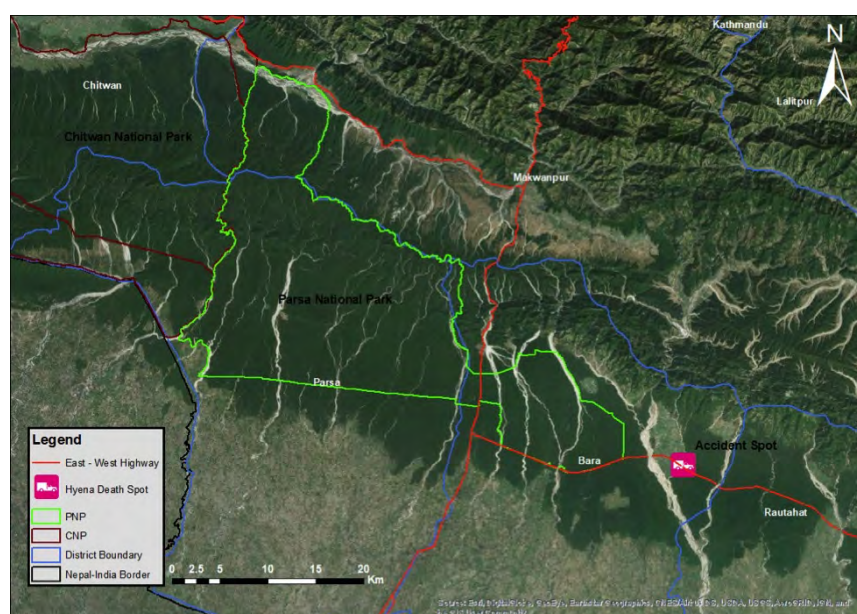 Kathmandu
N
Chitwan
Lalitpur
Chitwan National Park
Makwanpur
Parsa National Park
Parsa
Accident Spot
Bara
Rautahat
Legend
East - West Highway
Hyena Death Spot
PNP
CNP
District Boundary
Nepal-India Border
0 2.5 5 10 15 20
Km